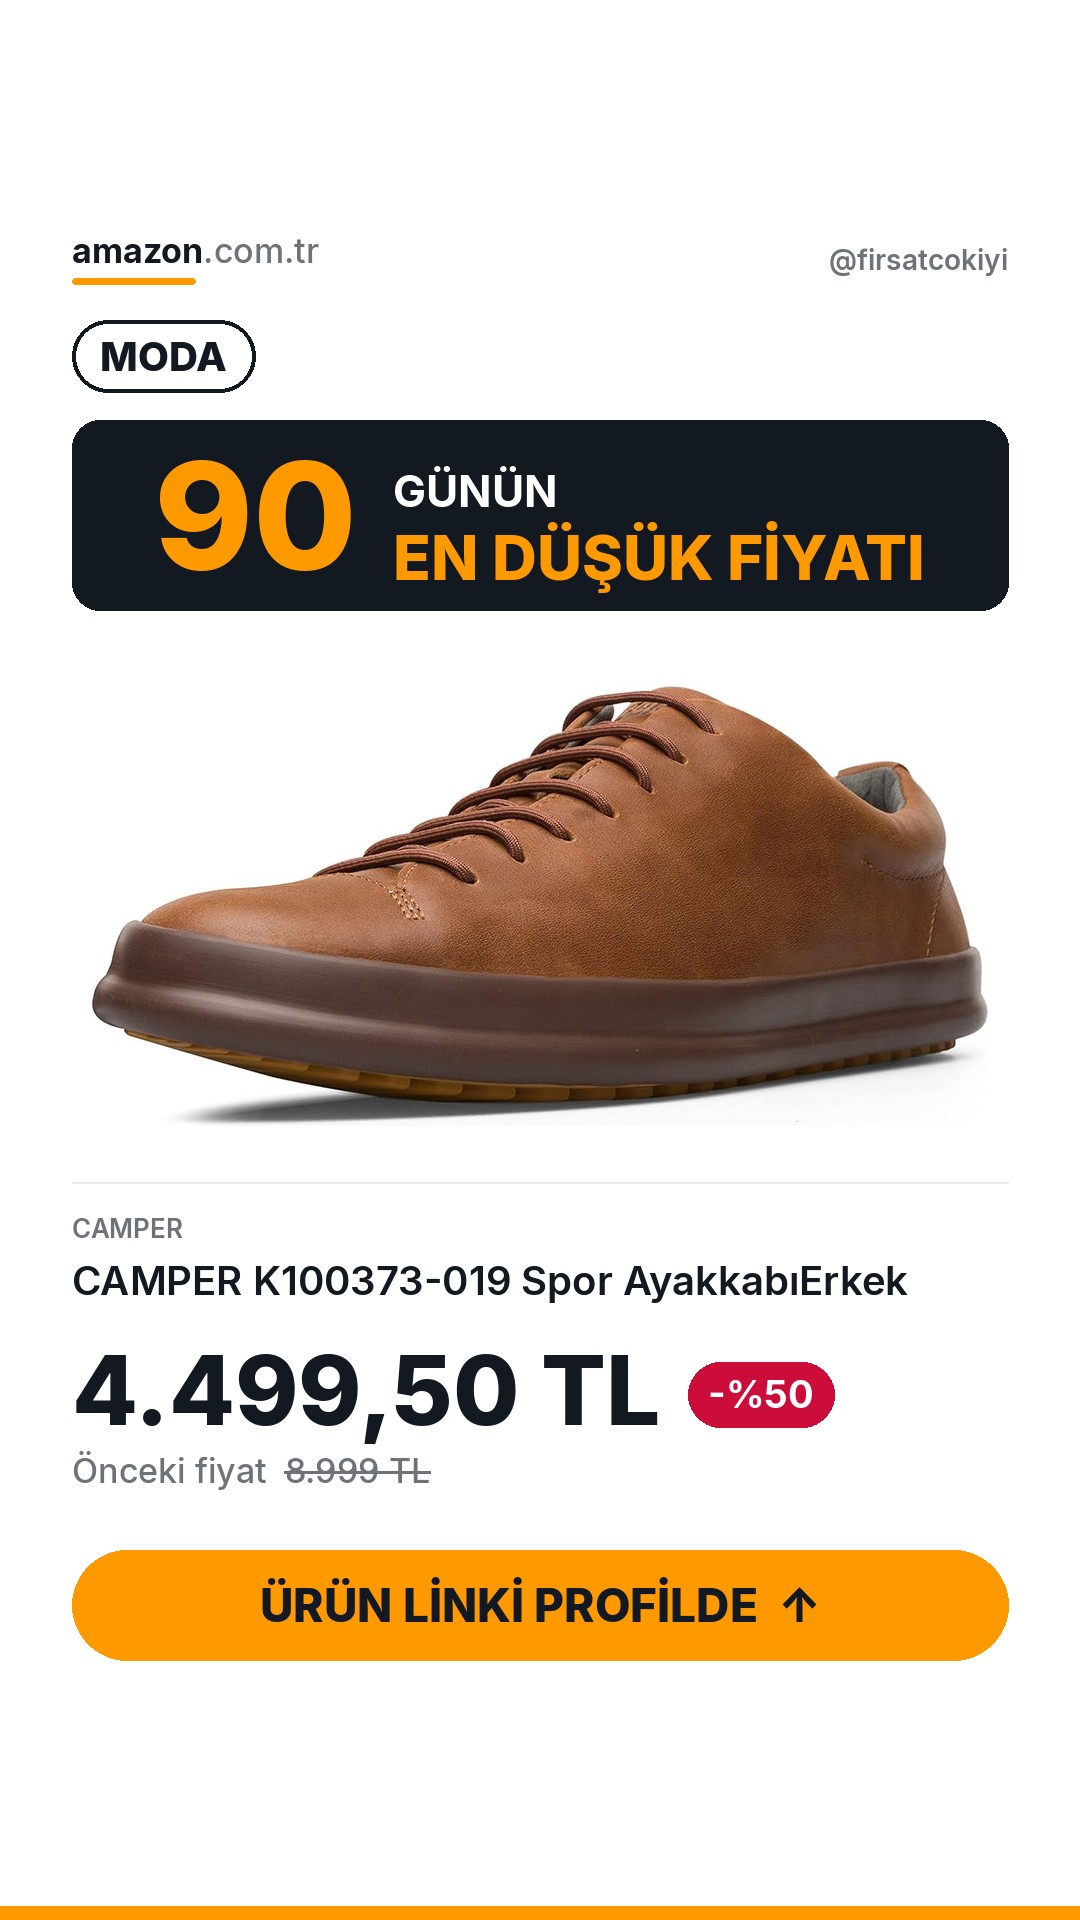 amazon.com.tr
@firsatcokiyi
MODA
90 GÜNÜN
EN DÜŞÜK FİYATI
CAMPER
CAMPER K100373-019 Spor AyakkabıErkek
4.499,50 TL -%50
Önceki fiyat 8.999 TL
ÜRÜN LİNKİ PROFİLDE ↑